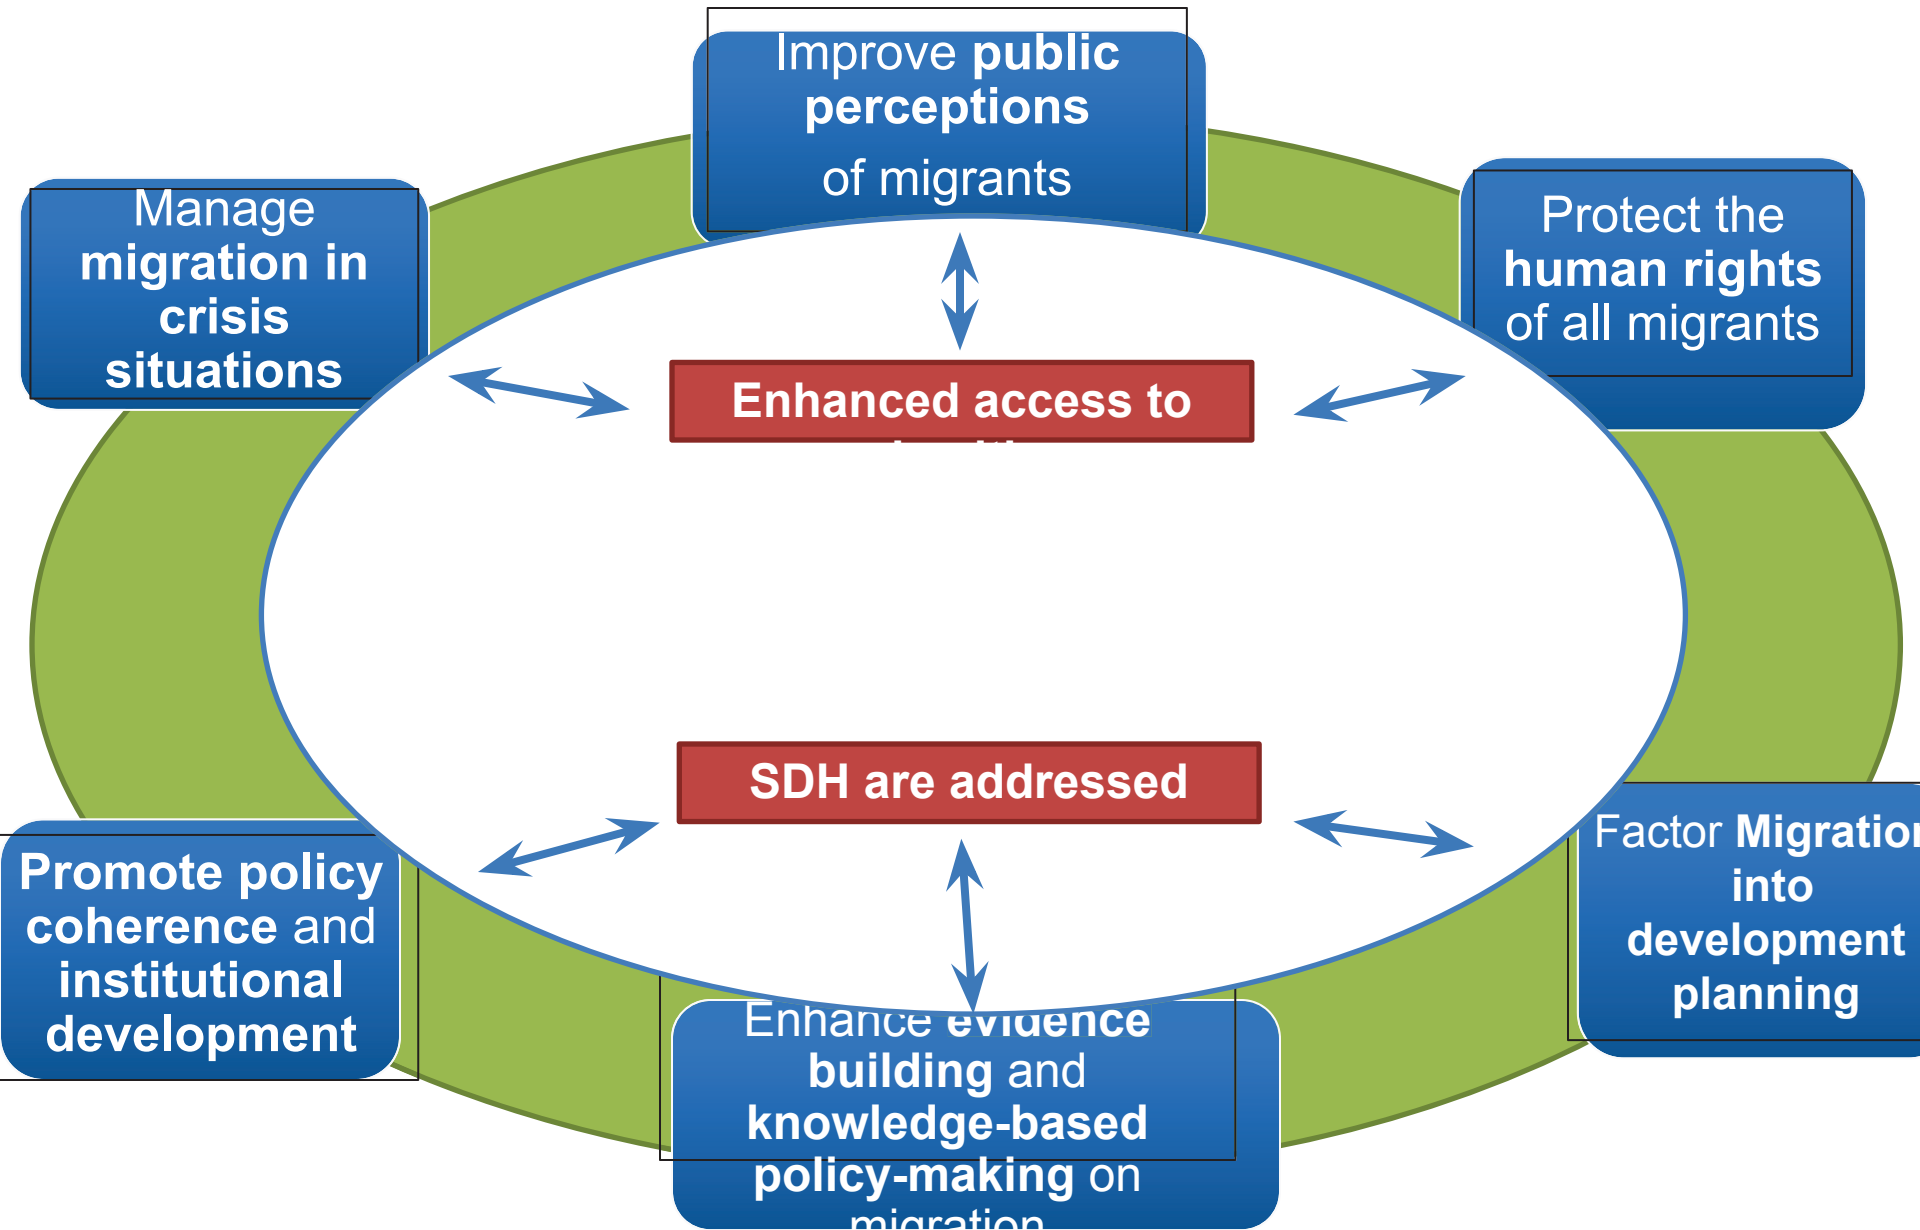 Improve public
perceptions
of migrants
Manage
migration in
crisis
situations
Protect the
human rights
of all migrants
Enhanced access to
SDH are addressed
Promote policy
coherence and
institutional
development
Factor Migration
into
development
planning
Enhance evidence
building and
knowledge-based
policy-making on
migration